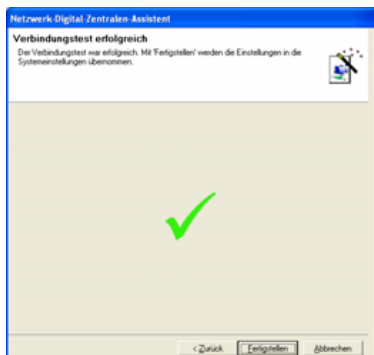 Netzwerk-Digital-Zentralen-Assistent
Verbindungstest erfolgreich
Der Verbindungstest war erfolgreich. Mit 'Fertigstellen' werden die Einstellungen in die
Systemeinstellungen übernommen.
< Zurück Fertigstellen Abbrechen